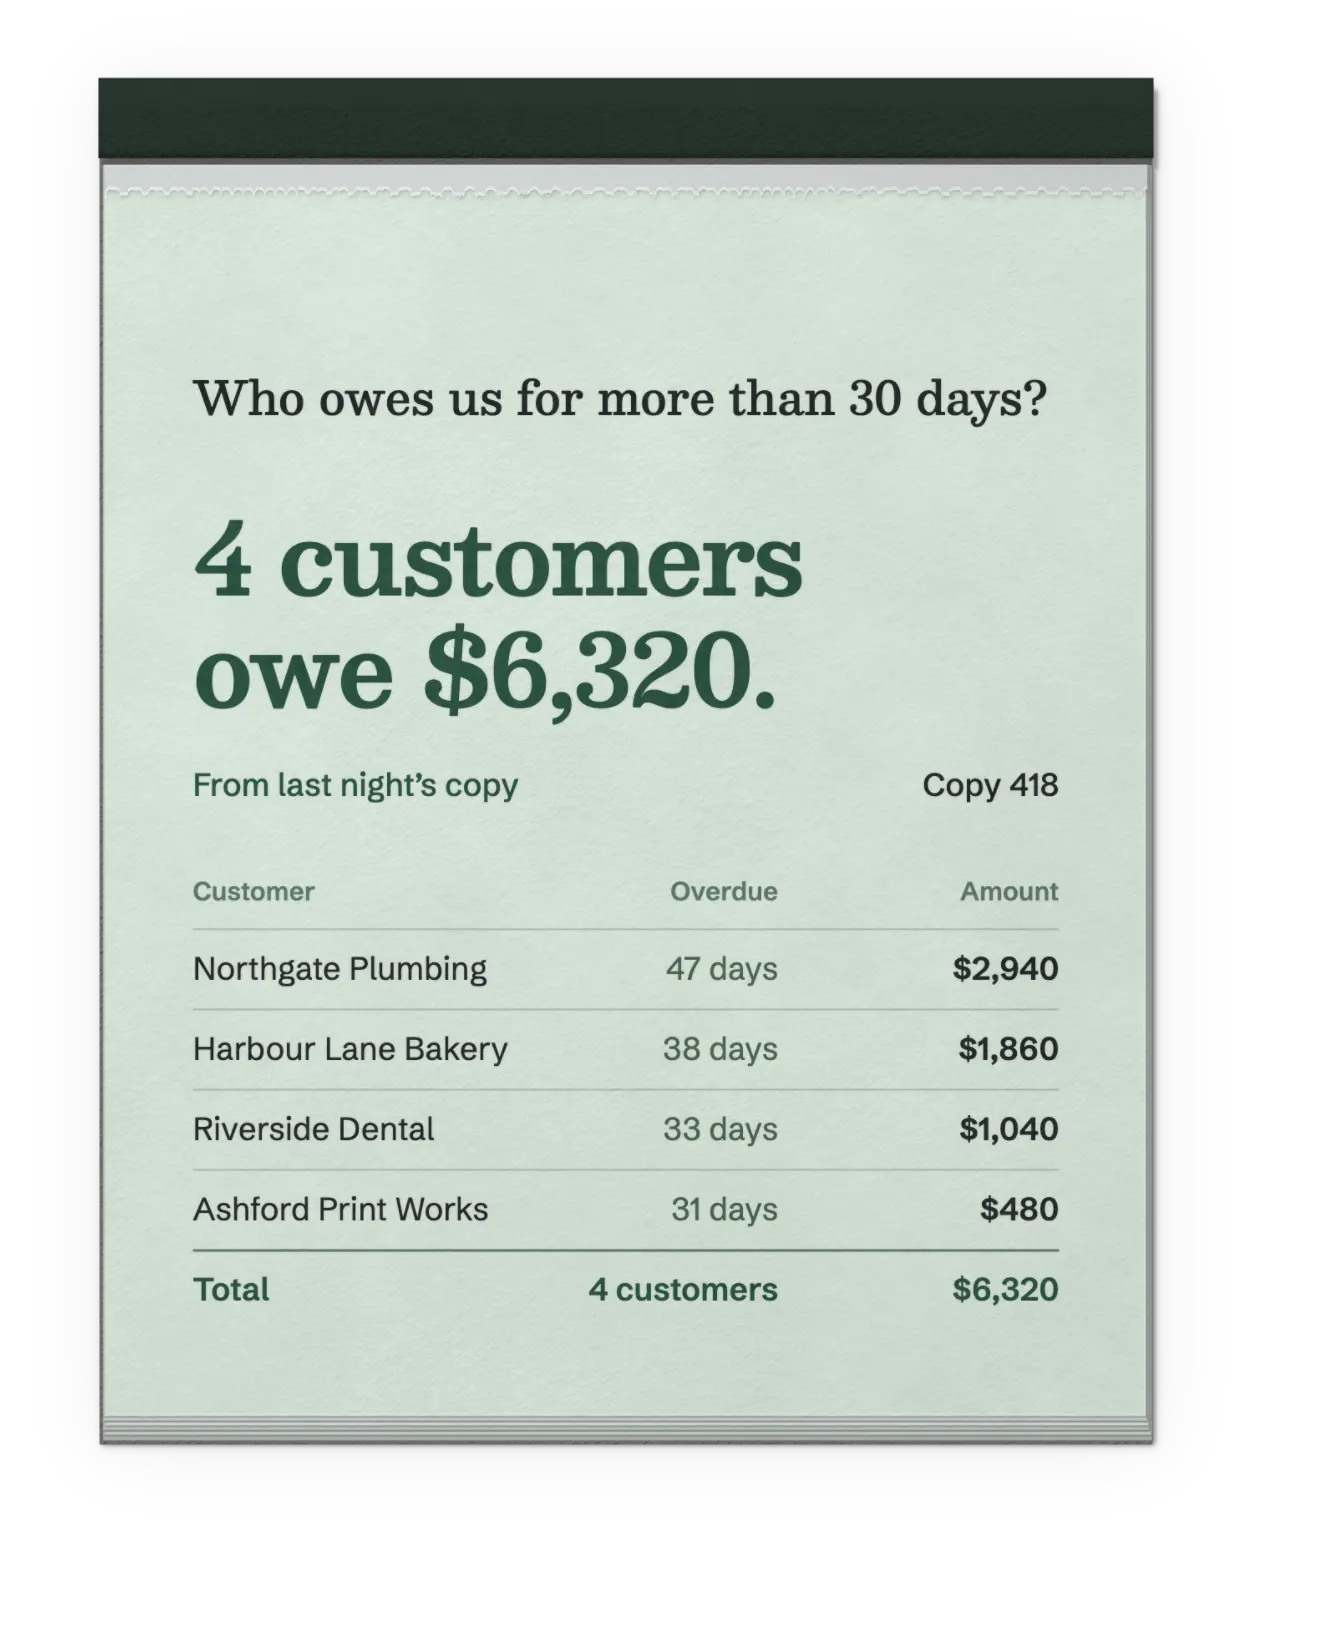 Who owes us for more than 30 days?
4 customers
owe $6,320.
From last night’s copy Copy 418
Customer Overdue Amount
Northgate Plumbing 47 days $2,940
Harbour Lane Bakery 38 days $1,860
Riverside Dental 33 days $1,040
Ashford Print Works 31 days $480
Total 4 customers $6,320